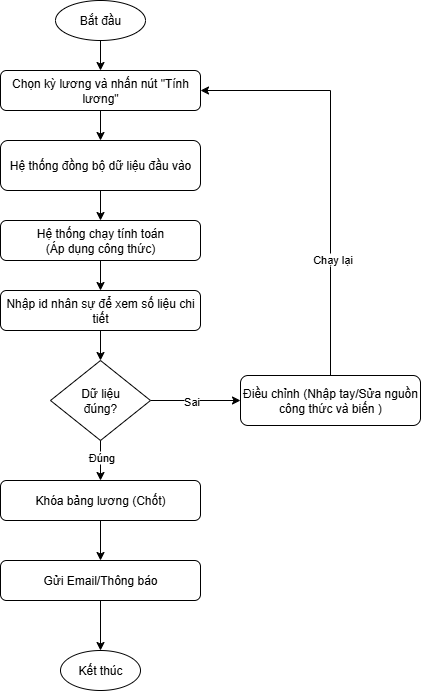 Bắt đầu
Chọn kỳ lương và nhấn nút "Tính
lương"
Hệ thống đồng bộ dữ liệu đầu vào
Hệ thống chạy tính toán
(Áp dụng công thức)
Chạy lại
Nhập id nhân sự để xem số liệu chi
tiết
Dữ liệu
đúng?
Sai
Điều chỉnh (Nhập tay/Sửa nguồn
công thức và biến )
Đúng
Khóa bảng lương (Chốt)
Gửi Email/Thông báo
Kết thúc